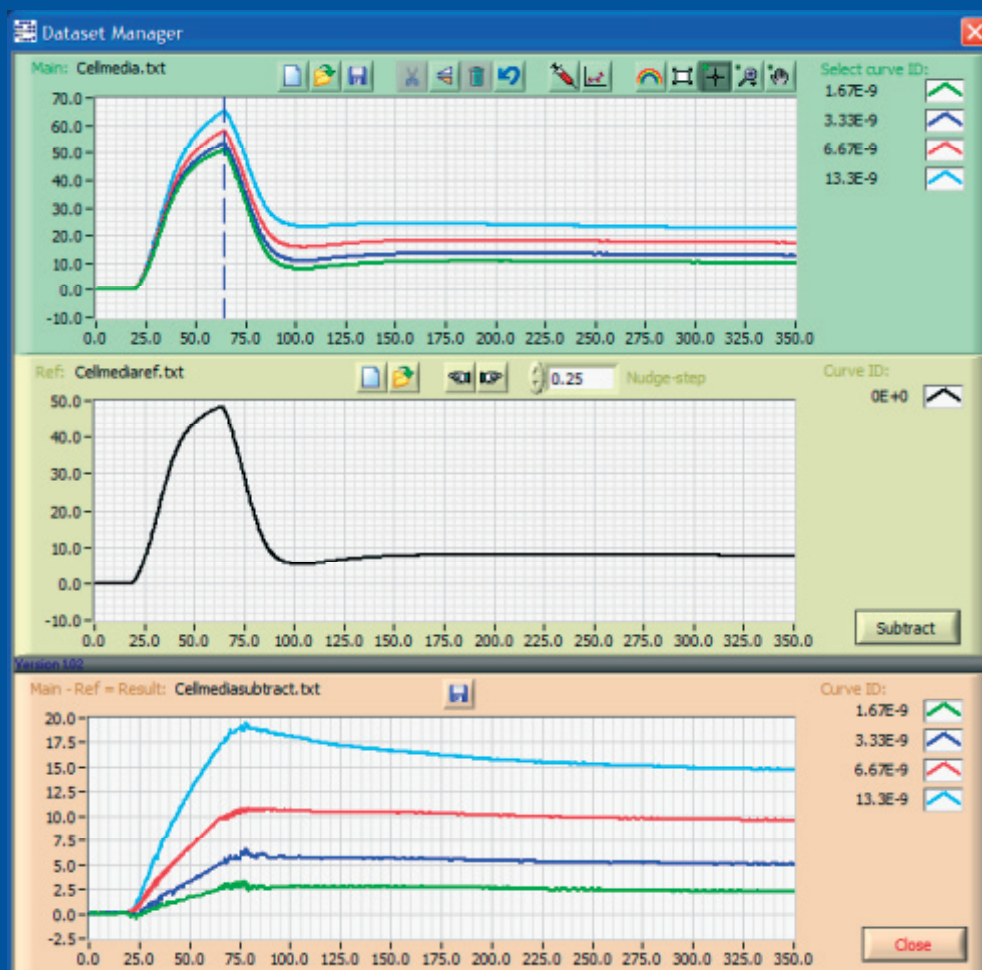 Dataset Manager
Main: Cellmedia.txt
Select curve ID:
1.67E-9
3.33E-9
6.67E-9
13.3E-9
70.0
60.0
50.0
40.0
30.0
20.0
10.0
0.0
-10.0
0.0 25.0 50.0 75.0 100.0 125.0 150.0 175.0 200.0 225.0 250.0 275.0 300.0 325.0 350.0
Ref: Cellmediaref.txt
0.25 Nudge-step
Curve ID:
0E+0
50.0
40.0
30.0
20.0
10.0
0.0
-10.0
0.0 25.0 50.0 75.0 100.0 125.0 150.0 175.0 200.0 225.0 250.0 275.0 300.0 325.0 350.0
Subtract
Version 1.02
Main - Ref = Result: Cellmediasubtract.txt
Curve ID:
1.67E-9
3.33E-9
6.67E-9
13.3E-9
20.0
17.5
15.0
12.5
10.0
7.5
5.0
2.5
0.0
-2.5
0.0 25.0 50.0 75.0 100.0 125.0 150.0 175.0 200.0 225.0 250.0 275.0 300.0 325.0 350.0
Close